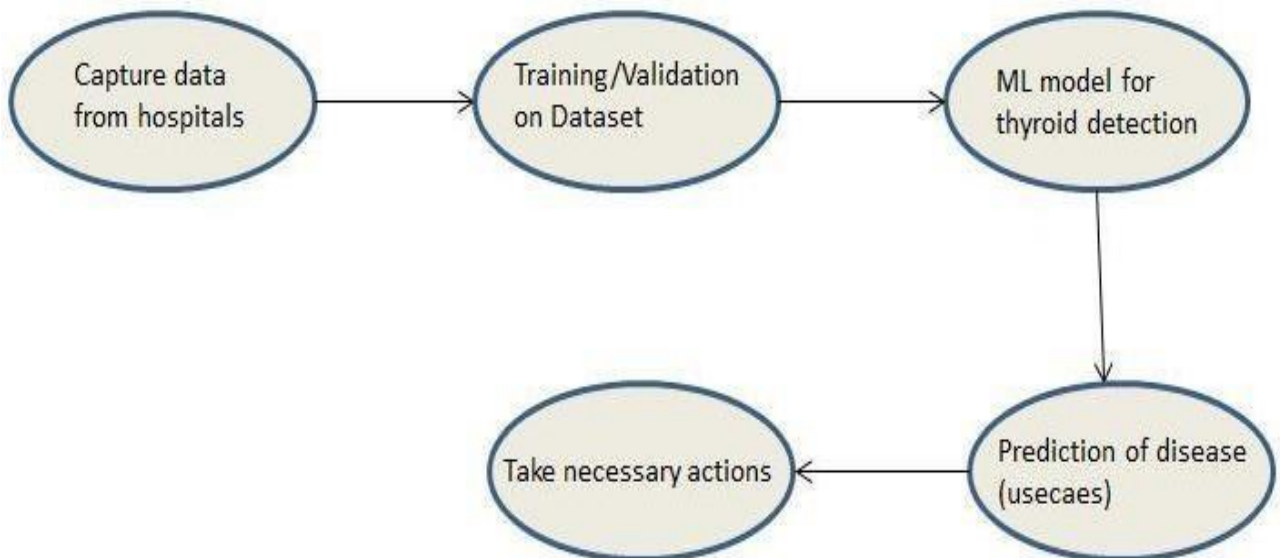 Capture data
from hospitals
Training/Validation
on Dataset
ML model for
thyroid detection
Prediction of disease
(usecaes)
Take necessary actions